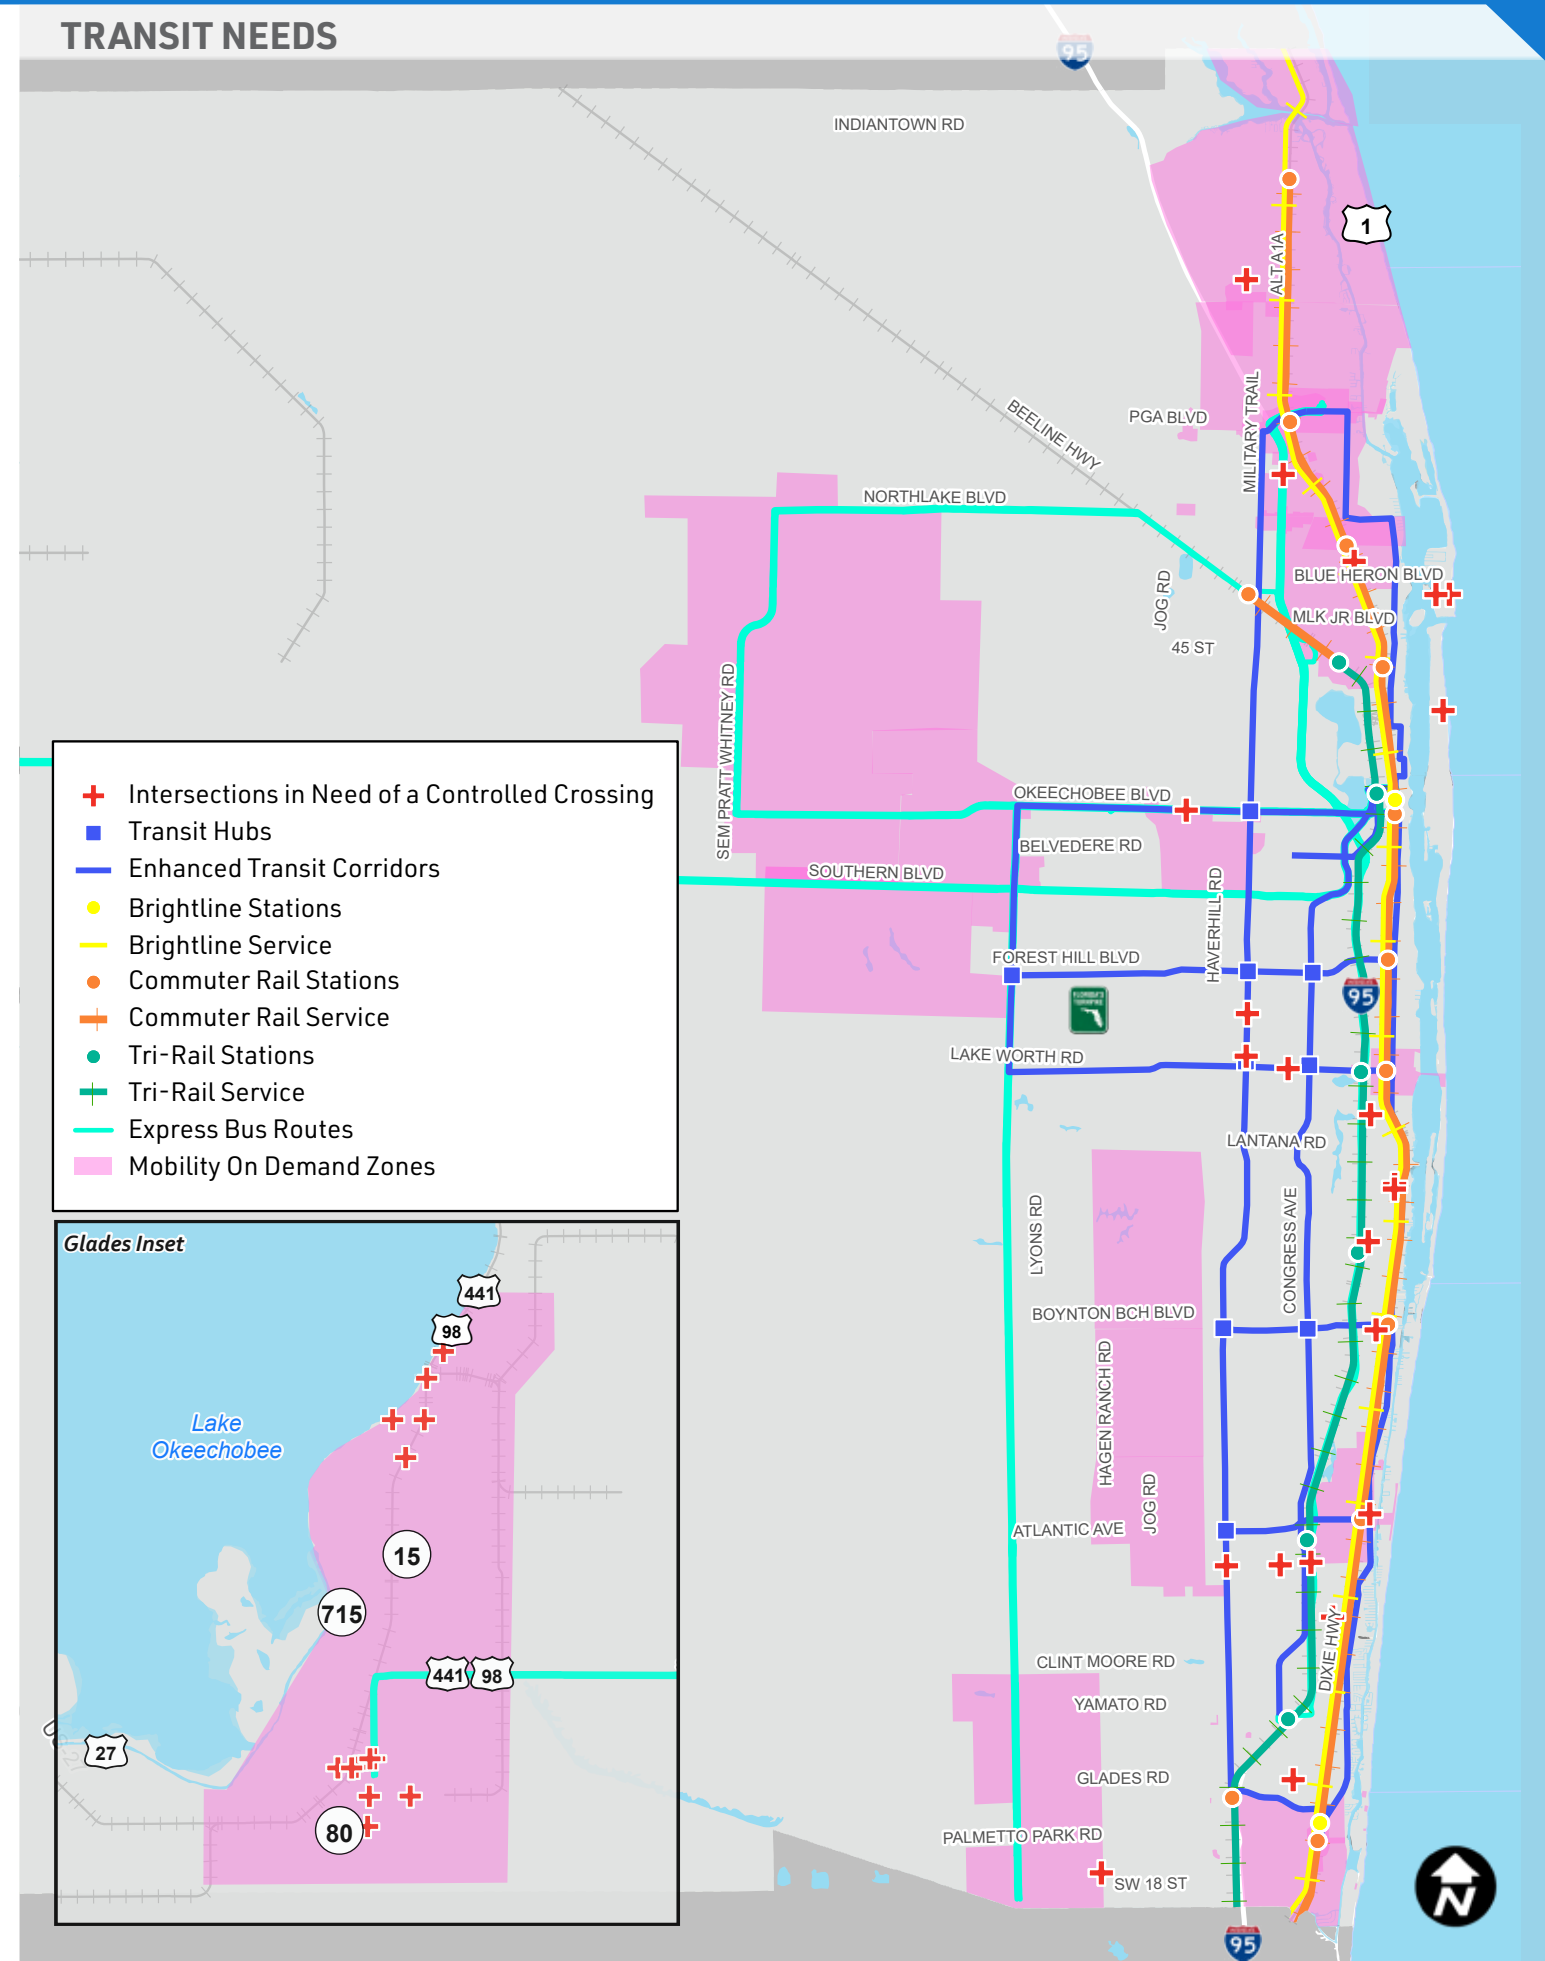 TRANSIT NEEDS
95
INDIANTOWN RD
1
ALT A1A
MILITARY TRAIL
PGA BLVD
BEELINE HWY
NORTHLAKE BLVD
BLUE HERON BLVD
JOG RD
MLK JR BLVD
45 ST
SEM PRATT WHITNEY RD
OKEECHOBEE BLVD
BELVEDERE RD
SOUTHERN BLVD
HAVERHILL RD
FOREST HILL BLVD
95
FLORIDA'S
TURNPIKE
LAKE WORTH RD
LANTANA RD
LYONS RD
CONGRESS AVE
BOYNTON BCH BLVD
HAGEN RANCH RD
JOG RD
ATLANTIC AVE
DIXIE HWY
CLINT MOORE RD
YAMATO RD
GLADES RD
PALMETTO PARK RD
SW 18 ST
95
N
Intersections in Need of a Controlled Crossing
Transit Hubs
Enhanced Transit Corridors
Brightline Stations
Brightline Service
Commuter Rail Stations
Commuter Rail Service
Tri-Rail Stations
Tri-Rail Service
Express Bus Routes
Mobility On Demand Zones
Glades Inset
441
98
Lake
Okeechobee
15
715
441
98
27
80